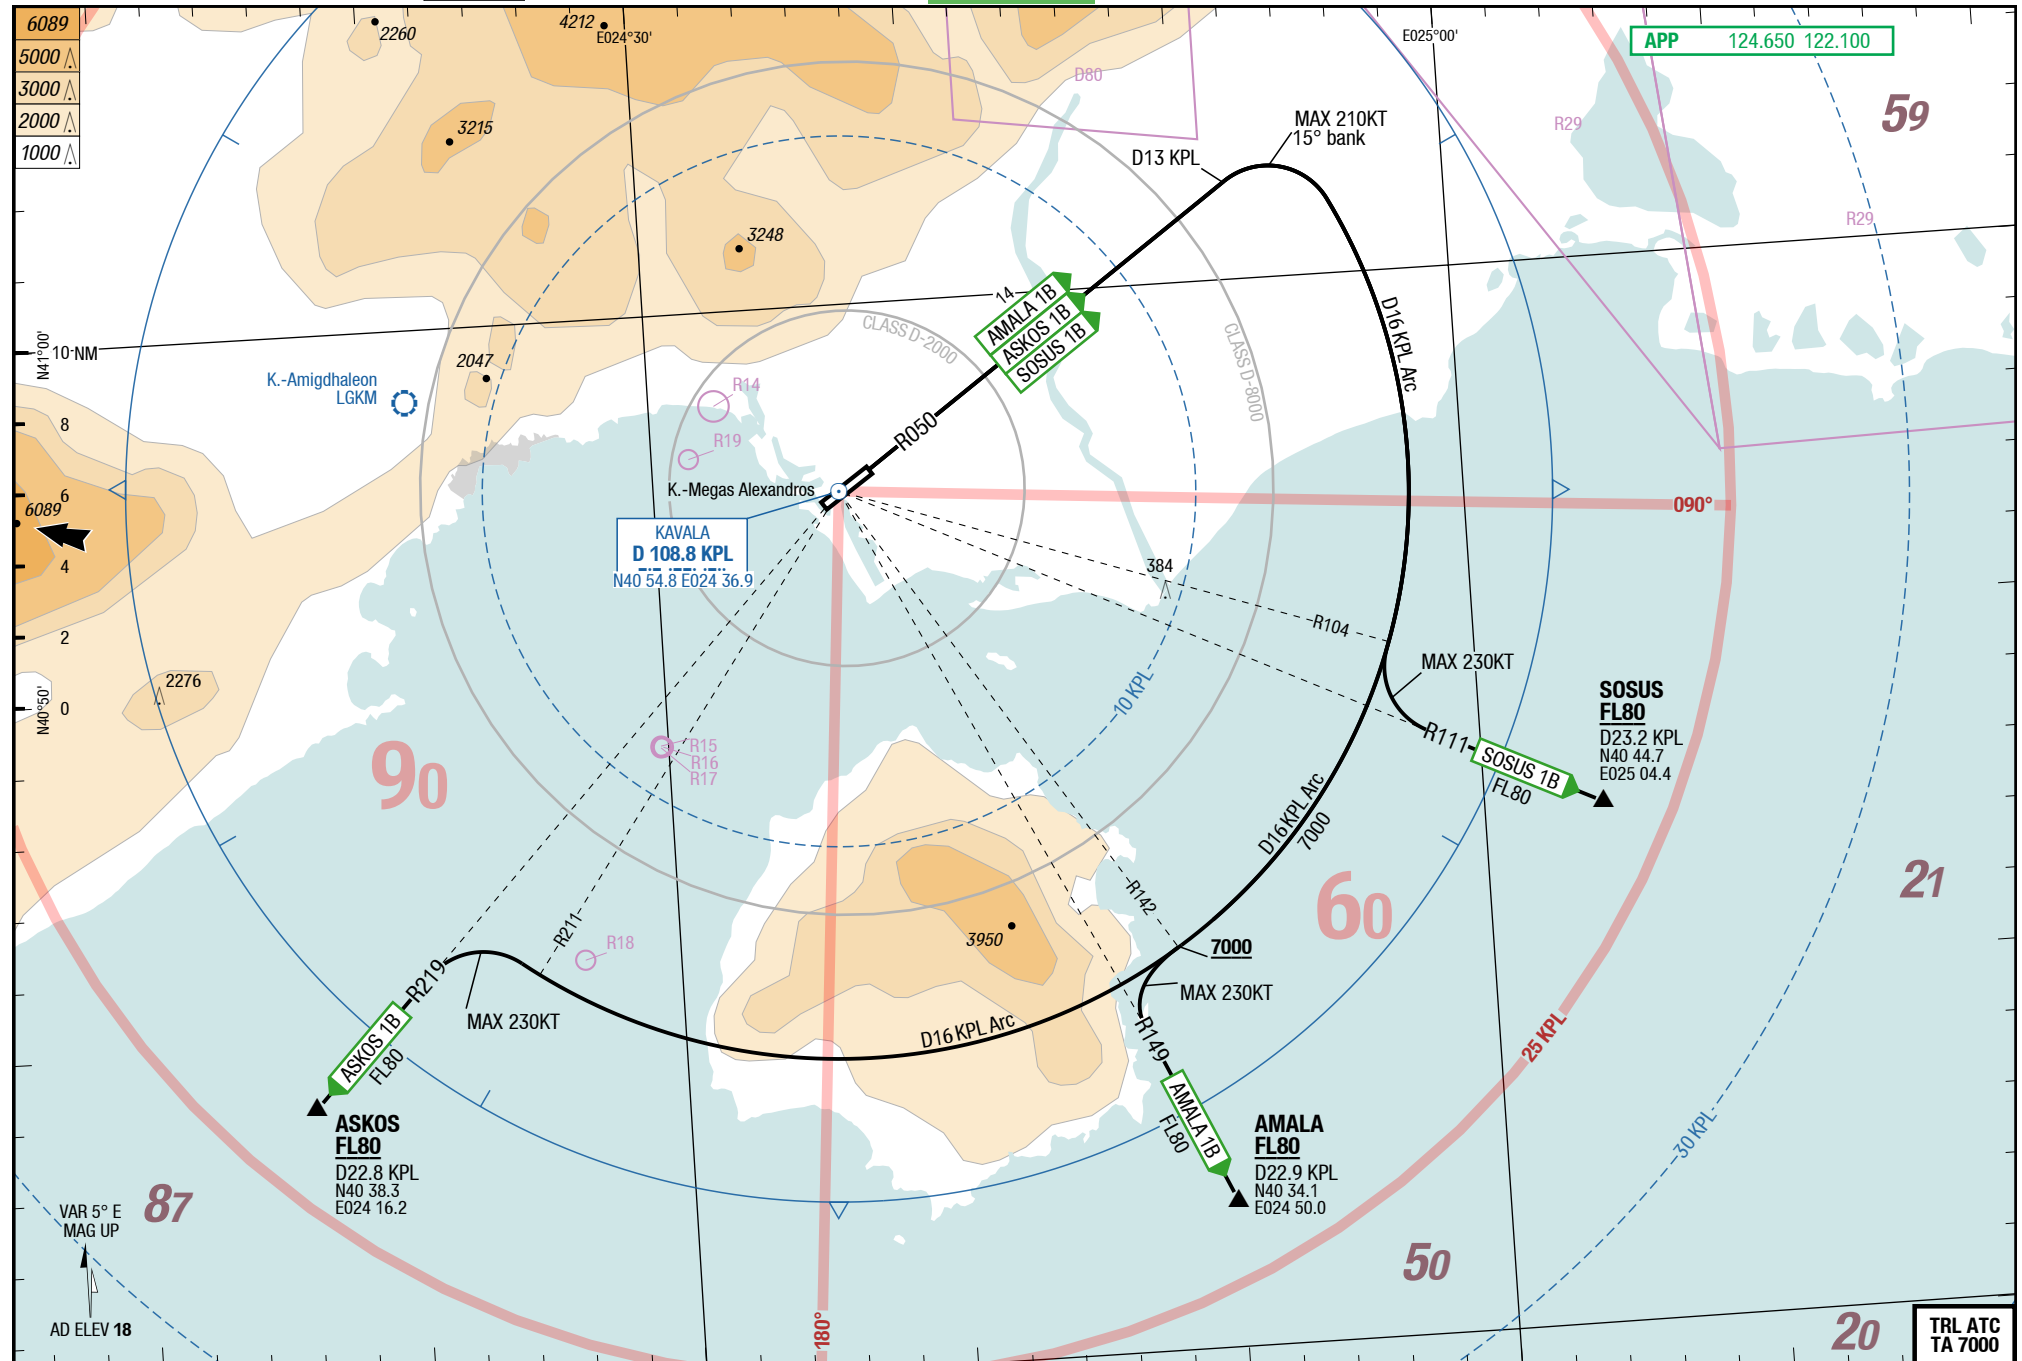 6089
5000
3000
2000
1000
2260
4212
E024°30'
E025°00'
APP 124.650 122.100
59
D80
R29
R29
3215
MAX 210KT
15° bank
D13 KPL
3248
14
AMALA 1B
ASKOS 1B
SOSUS 1B
CLASS D-2000
CLASS D-8000
D16 KPL Arc
N41°00'
10 NM
8
6
4
2
0
N40°50'
2047
K.-Amigdhaleon
LGKM
R14
R19
R050
K.-Megas Alexandros
6089
KAVALA
D 108.8 KPL
N40 54.8 E024 36.9
090°
384
R104
MAX 230KT
R111
SOSUS 1B
FL80
SOSUS
FL80
D23.2 KPL
N40 44.7
E025 04.4
2276
10 KPL
R15
R16
R17
90
D16 KPL Arc
7000
60
21
R142
R211
R18
3950
7000
MAX 230KT
R219
MAX 230KT
D16 KPL Arc
R149
ASKOS 1B
FL80
ASKOS
FL80
D22.8 KPL
N40 38.3
E024 16.2
AMALA 1B
FL80
AMALA
FL80
D22.9 KPL
N40 34.1
E024 50.0
25 KPL
30 KPL
87
VAR 5° E
MAG UP
AD ELEV 18
180°
50
20
TRL ATC
TA 7000